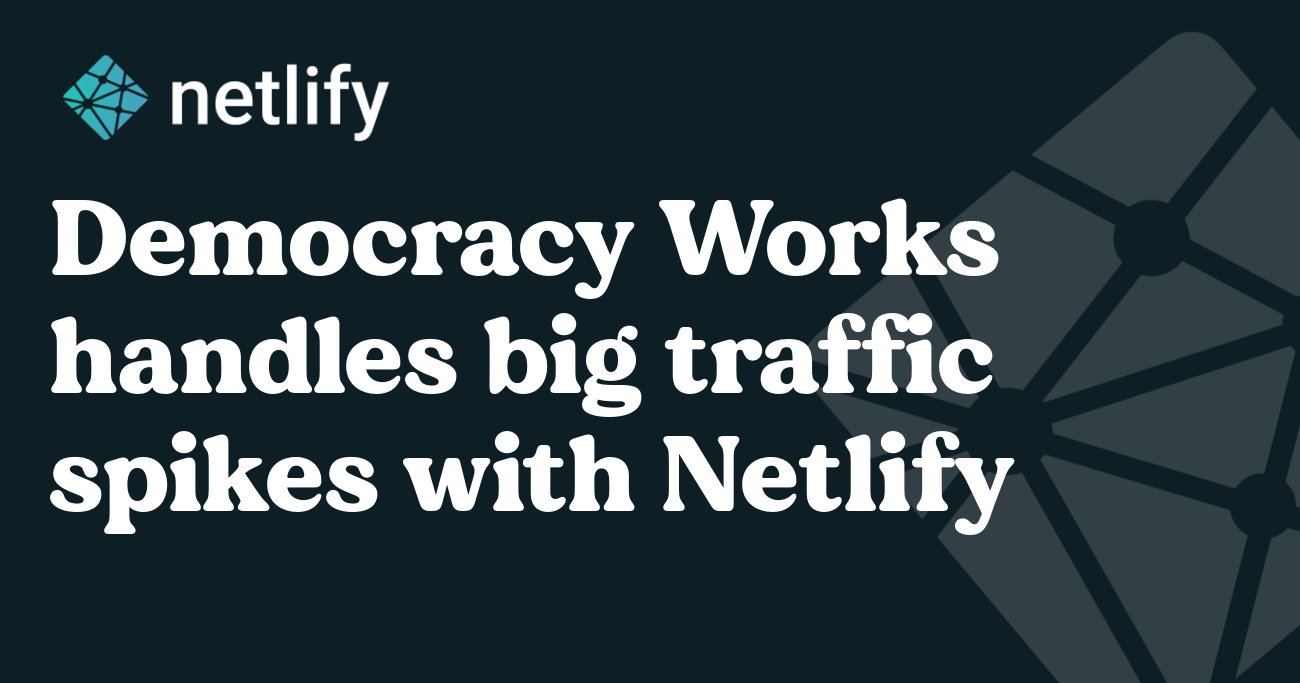 netlify
Democracy Works
handles big traffic
spikes with Netlify